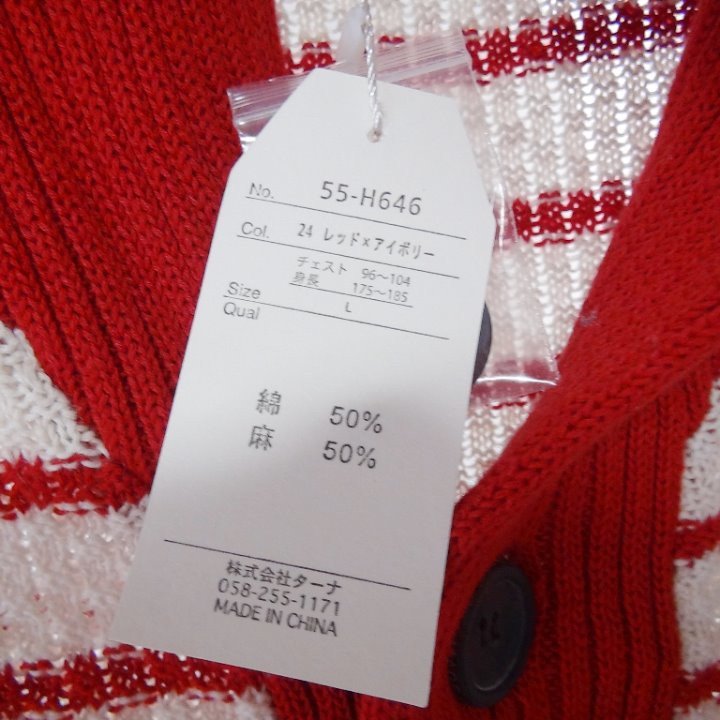 No. 55-H646
Col. 24 レッド×アイボリー
チェスト 96～104
身長 175～185
Size L
Qual
綿 50%
麻 50%
株式会社ターナ
058-255-1171
MADE IN CHINA